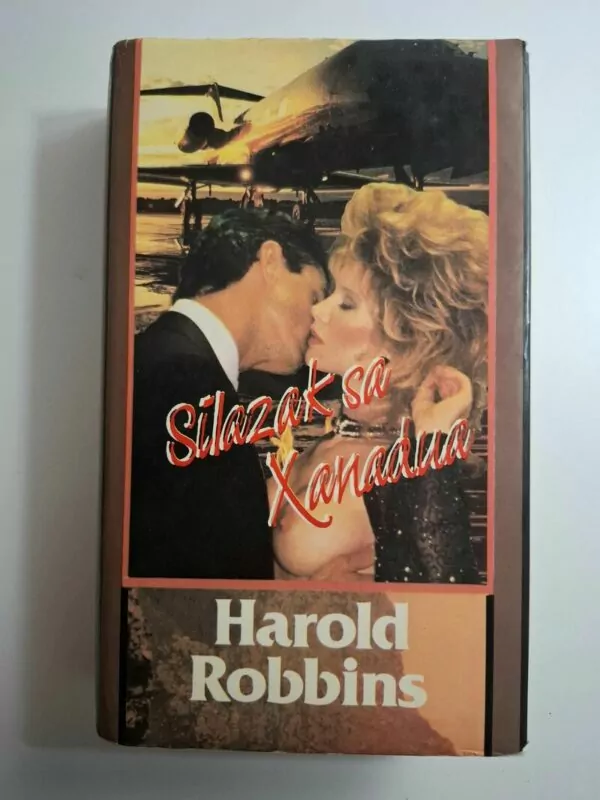 Silazak sa
Xanadua
Harold
Robbins